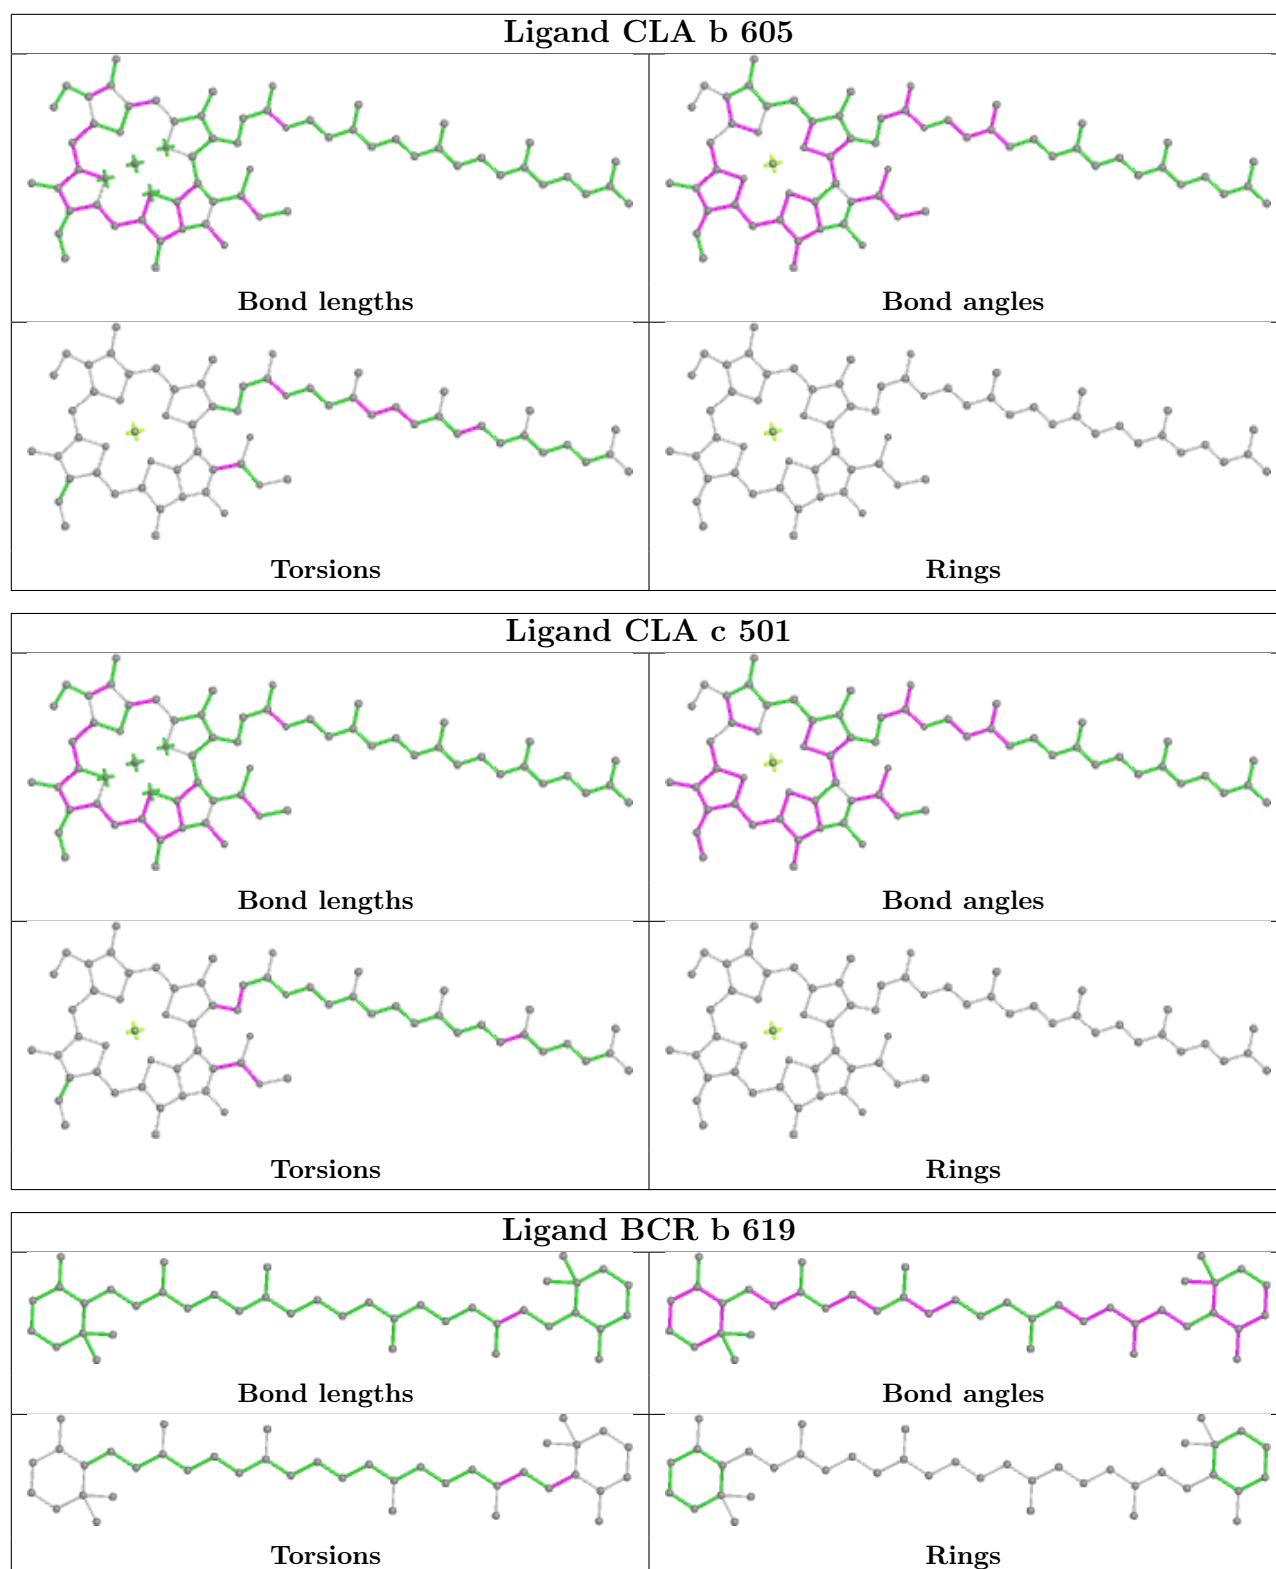 Ligand CLA b 605
Bond lengths
Bond angles
Torsions
Rings
Ligand CLA c 501
Bond lengths
Bond angles
Torsions
Rings
Ligand BCR b 619
Bond lengths
Bond angles
Torsions
Rings